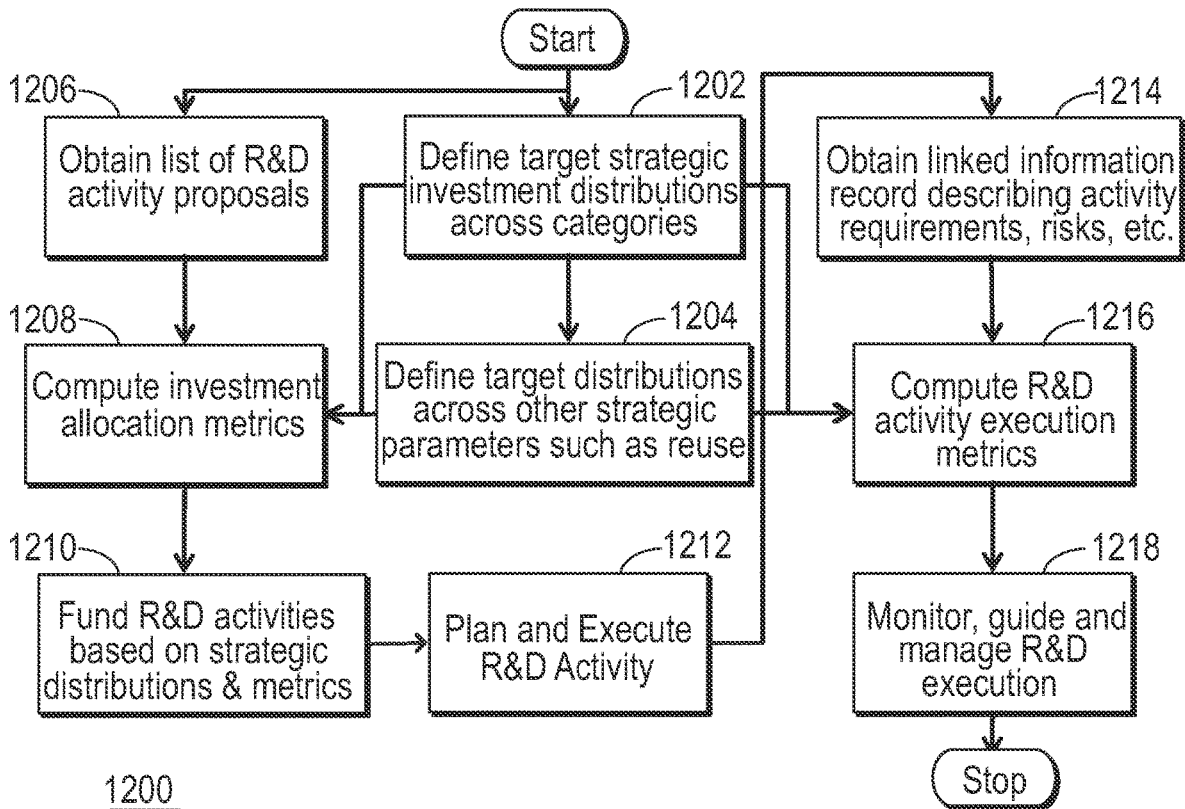 Start
1206
Obtain list of R&D
activity proposals
1202
Define target strategic
investment distributions
across categories
1214
Obtain linked information
record describing activity
requirements, risks, etc.
1208
Compute investment
allocation metrics
1204
Define target distributions
across other strategic
parameters such as reuse
1216
Compute R&D
activity execution
metrics
1210
Fund R&D activities
based on strategic
distributions & metrics
1212
Plan and Execute
R&D Activity
1218
Monitor, guide and
manage R&D
execution
Stop
1200